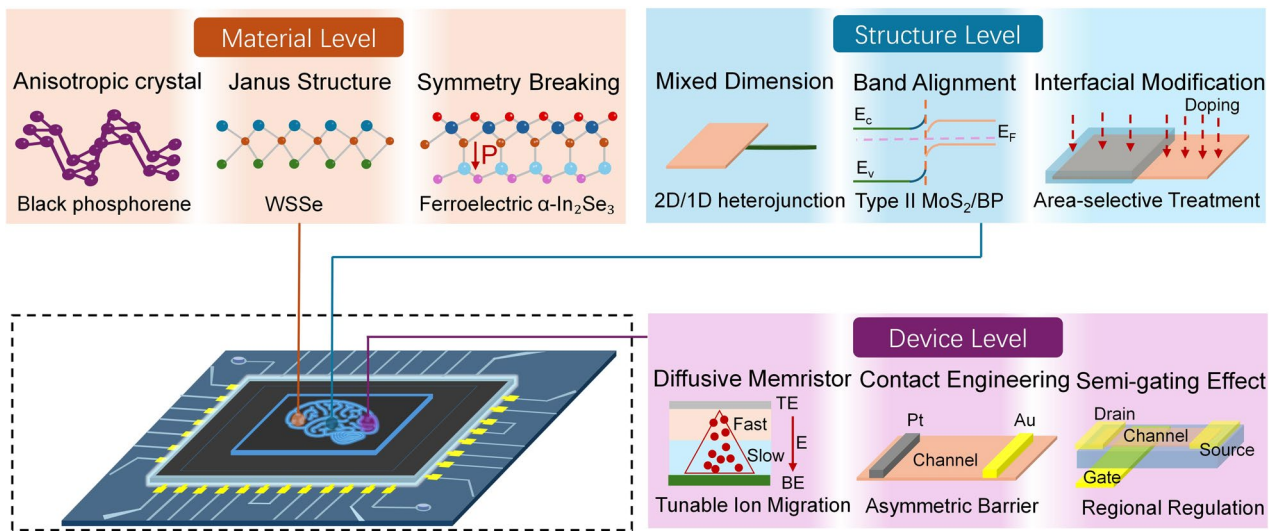 Material Level
Anisotropic crystal
Black phosphorene
Janus Structure
WSSe
Symmetry Breaking
P
Ferroelectric α-In₂Se₃
Structure Level
Mixed Dimension
2D/1D heterojunction
Band Alignment
E_c
E_F
E_v
Type II MoS₂/BP
Interfacial Modification
Doping
Area-selective Treatment
Device Level
Diffusive Memristor
TE
Fast
E
Slow
BE
Tunable Ion Migration
Contact Engineering
Pt
Au
Channel
Asymmetric Barrier
Semi-gating Effect
Drain
Channel
Source
Gate
Regional Regulation